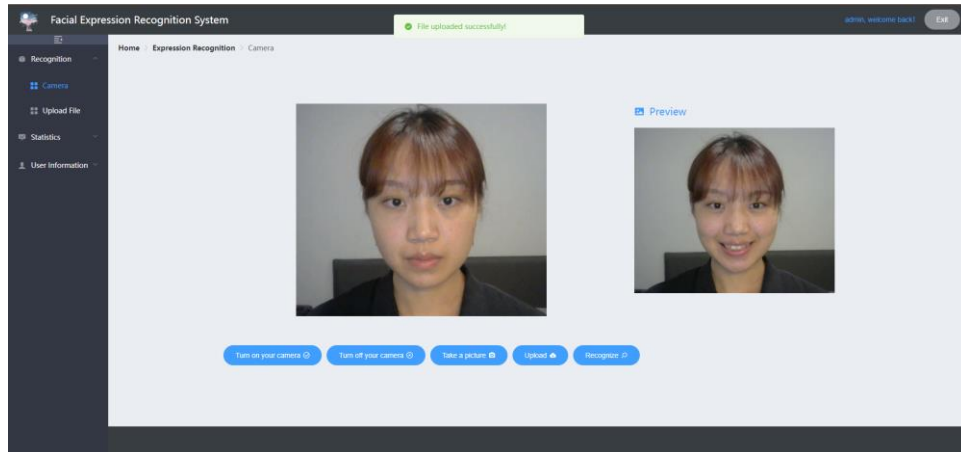 Facial Expression Recognition System
File uploaded successfully!
admin, welcome back!
Exit
Home / Expression Recognition / Camera
Recognition
Camera
Upload File
Statistics
User Information
Preview
Turn on your camera
Turn off your camera
Take a picture
Upload
Recognize